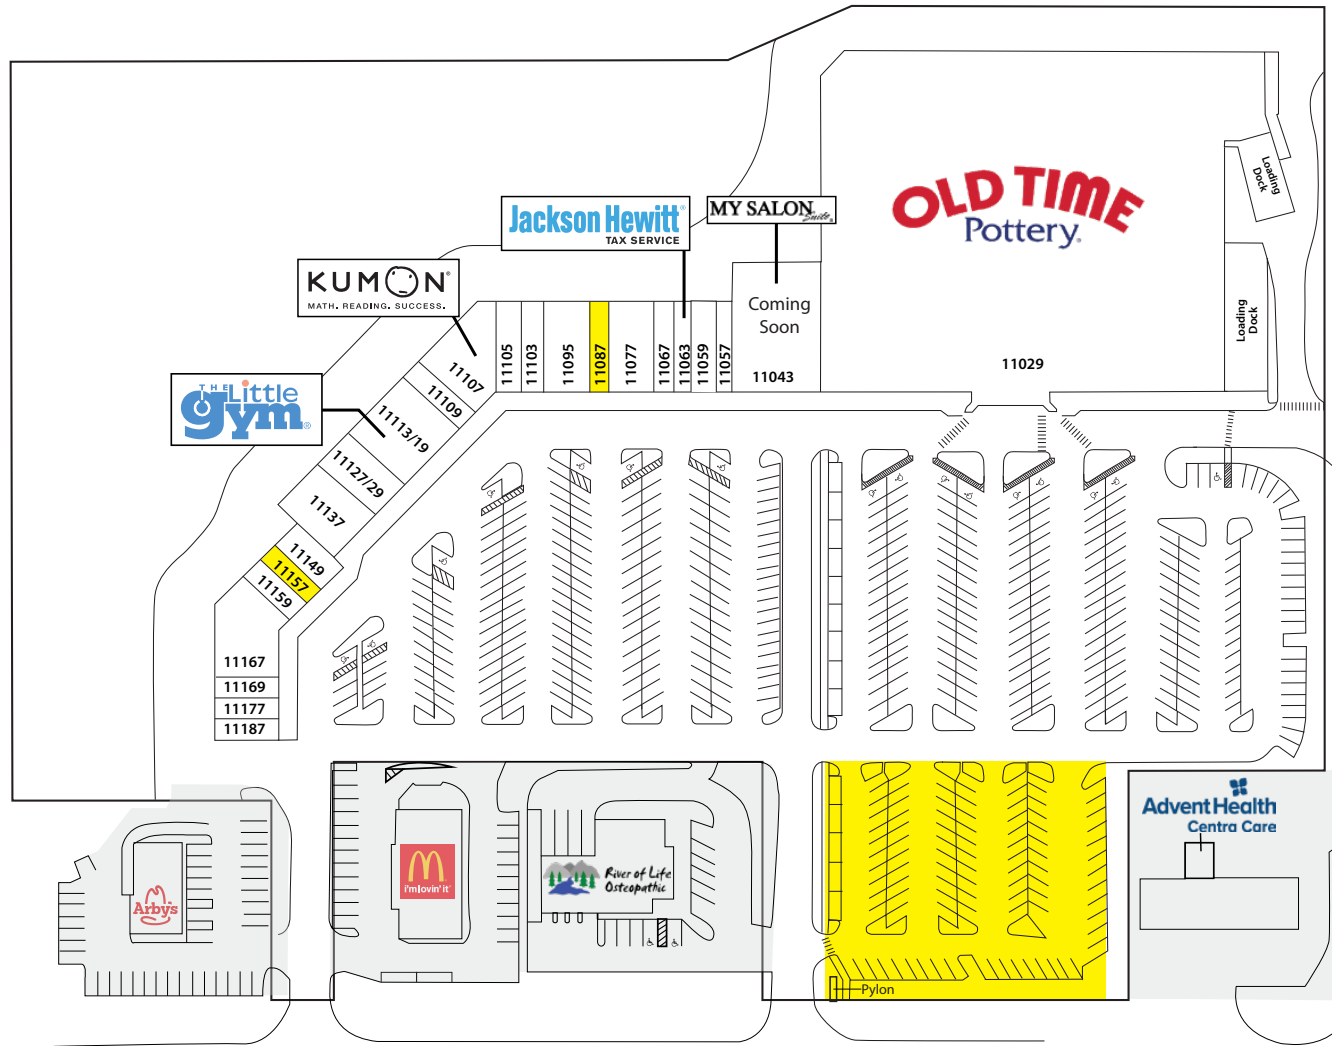 OLD TIME
Pottery
Loading
Dock
Loading
Dock
Jackson Hewitt
TAX SERVICE
MY SALON
Suite
KUMON
MATH. READING. SUCCESS.
THE Little
gym
Coming
Soon
11105
11103
11095
11087
11077
11067
11063
11059
11057
11043
11029
11107
11109
11113/19
11127/29
11137
11149
11157
11159
11167
11169
11177
11187
AdventHealth
Centra Care
Arby's
M
i'm lovin' it
River of Life
Osteopathic
Pylon